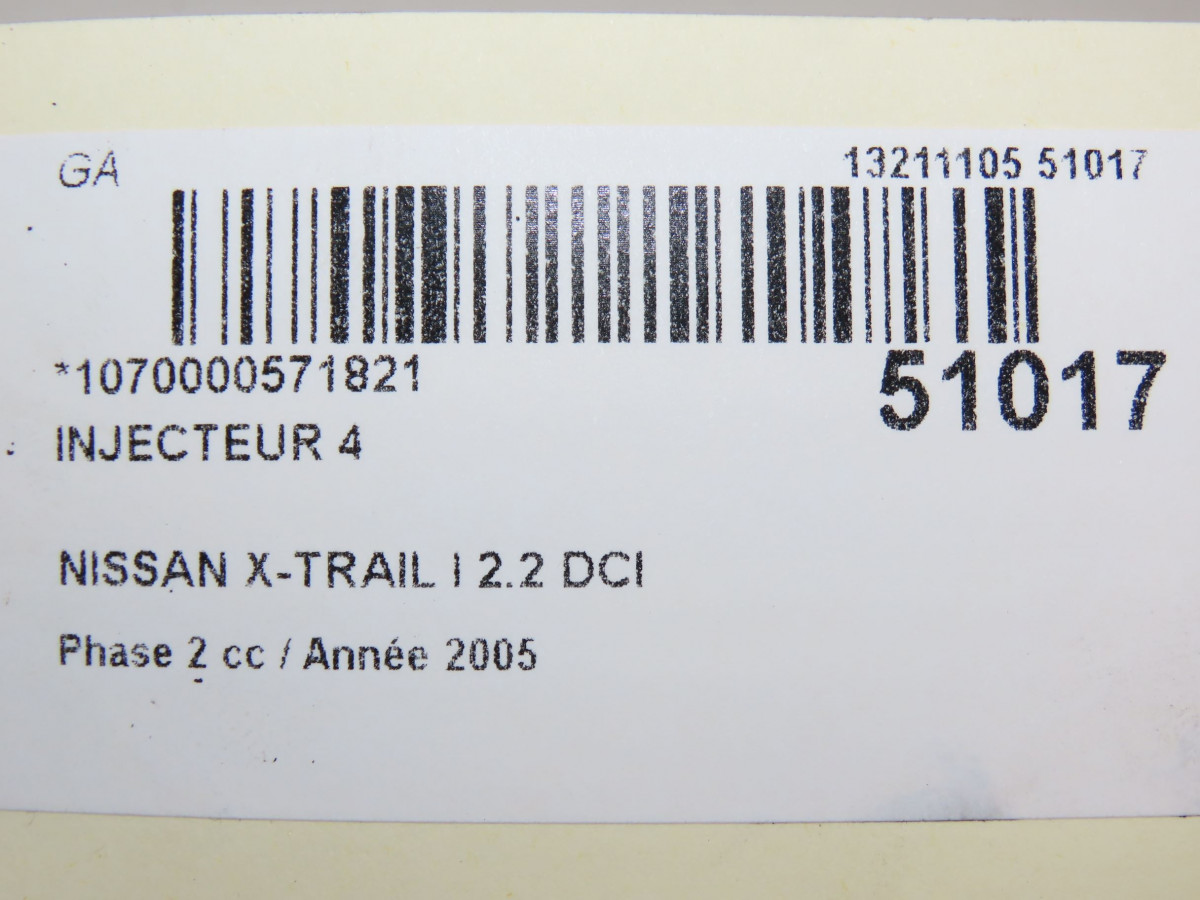 GA
13211105 51017
*1070000571821
51017
INJECTEUR 4
NISSAN X-TRAIL I 2.2 DCI
Phase 2 cc / Année 2005